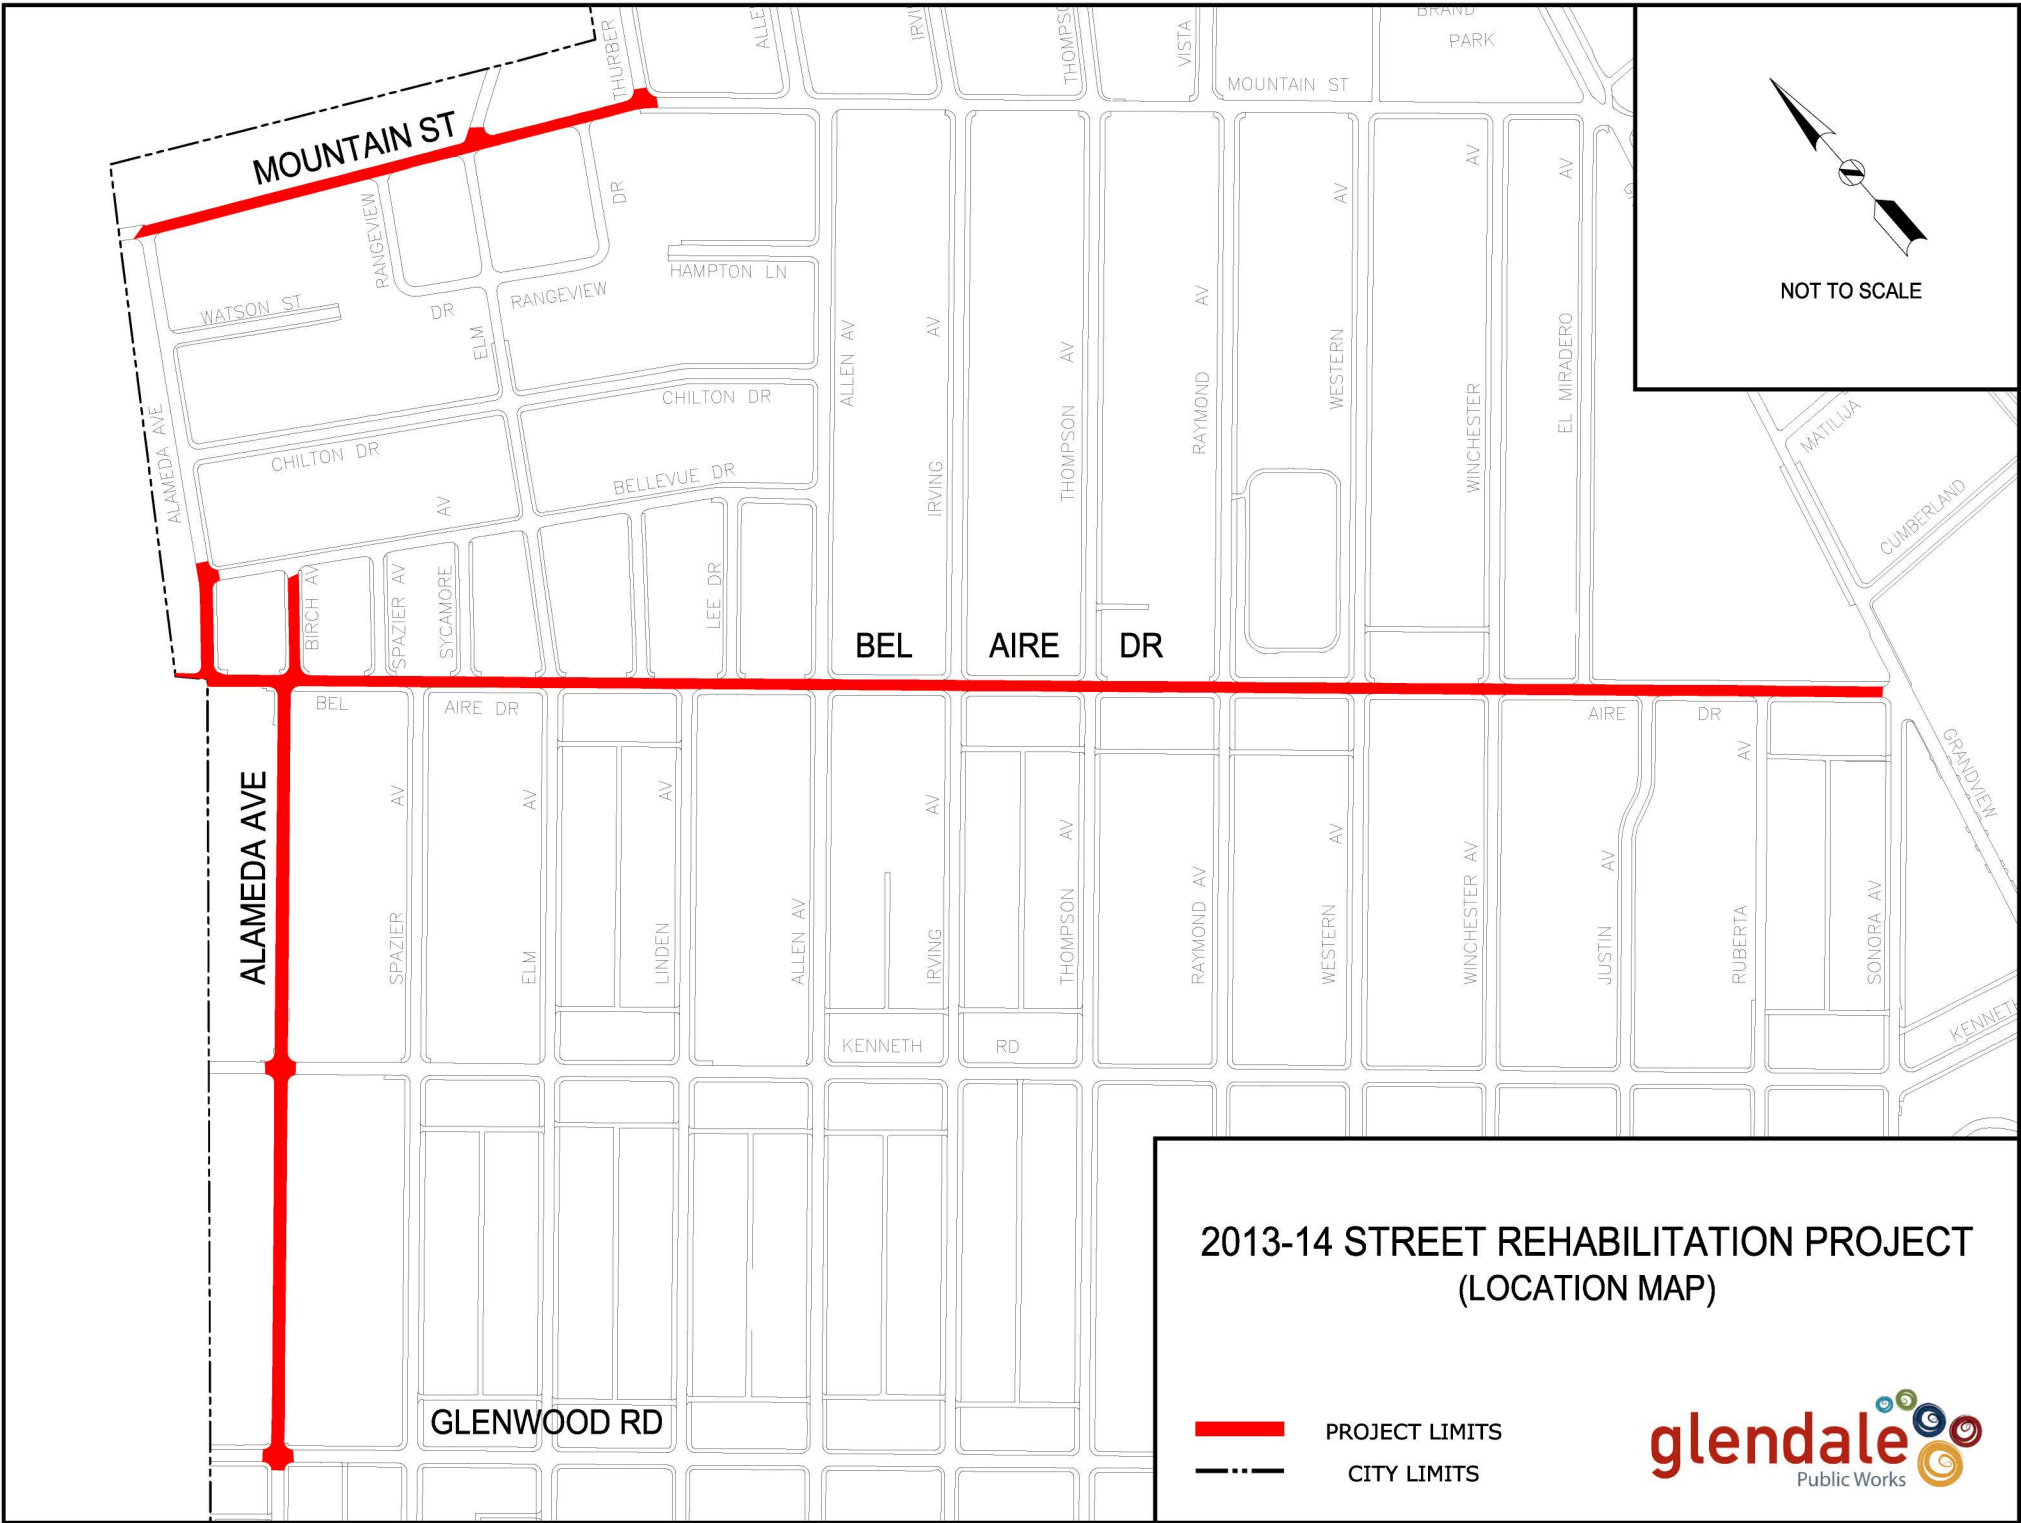 BRAND
PARK
THURBER
VISTA
MOUNTAIN ST
MOUNTAIN ST
RANGEVIEW
DR
HAMPTON LN
WATSON ST
DR
RANGEVIEW
ELM
ALLEN AV
IRVING AV
THOMPSON AV
RAYMOND AV
WESTERN AV
WINCHESTER AV
EL MIRADERO AV
NOT TO SCALE
MATILIJA
CUMBERLAND
CHILTON DR
CHILTON DR
ALAMEDA AVE
BELLEVUE DR
BIRCH AV
SPAZIER AV
SYCAMORE AV
LEE DR
BEL AIRE DR
BEL AIRE DR
AIRE DR
GRANDVIEW
ALAMEDA AVE
SPAZIER AV
ELM AV
LINDEN AV
ALLEN AV
IRVING AV
THOMPSON AV
RAYMOND AV
WESTERN AV
WINCHESTER AV
JUSTIN AV
RUBERTA AV
SONORA AV
KENNETH RD
KENNETH
GLENWOOD RD
2013-14 STREET REHABILITATION PROJECT
(LOCATION MAP)
PROJECT LIMITS
CITY LIMITS
glendale
Public Works